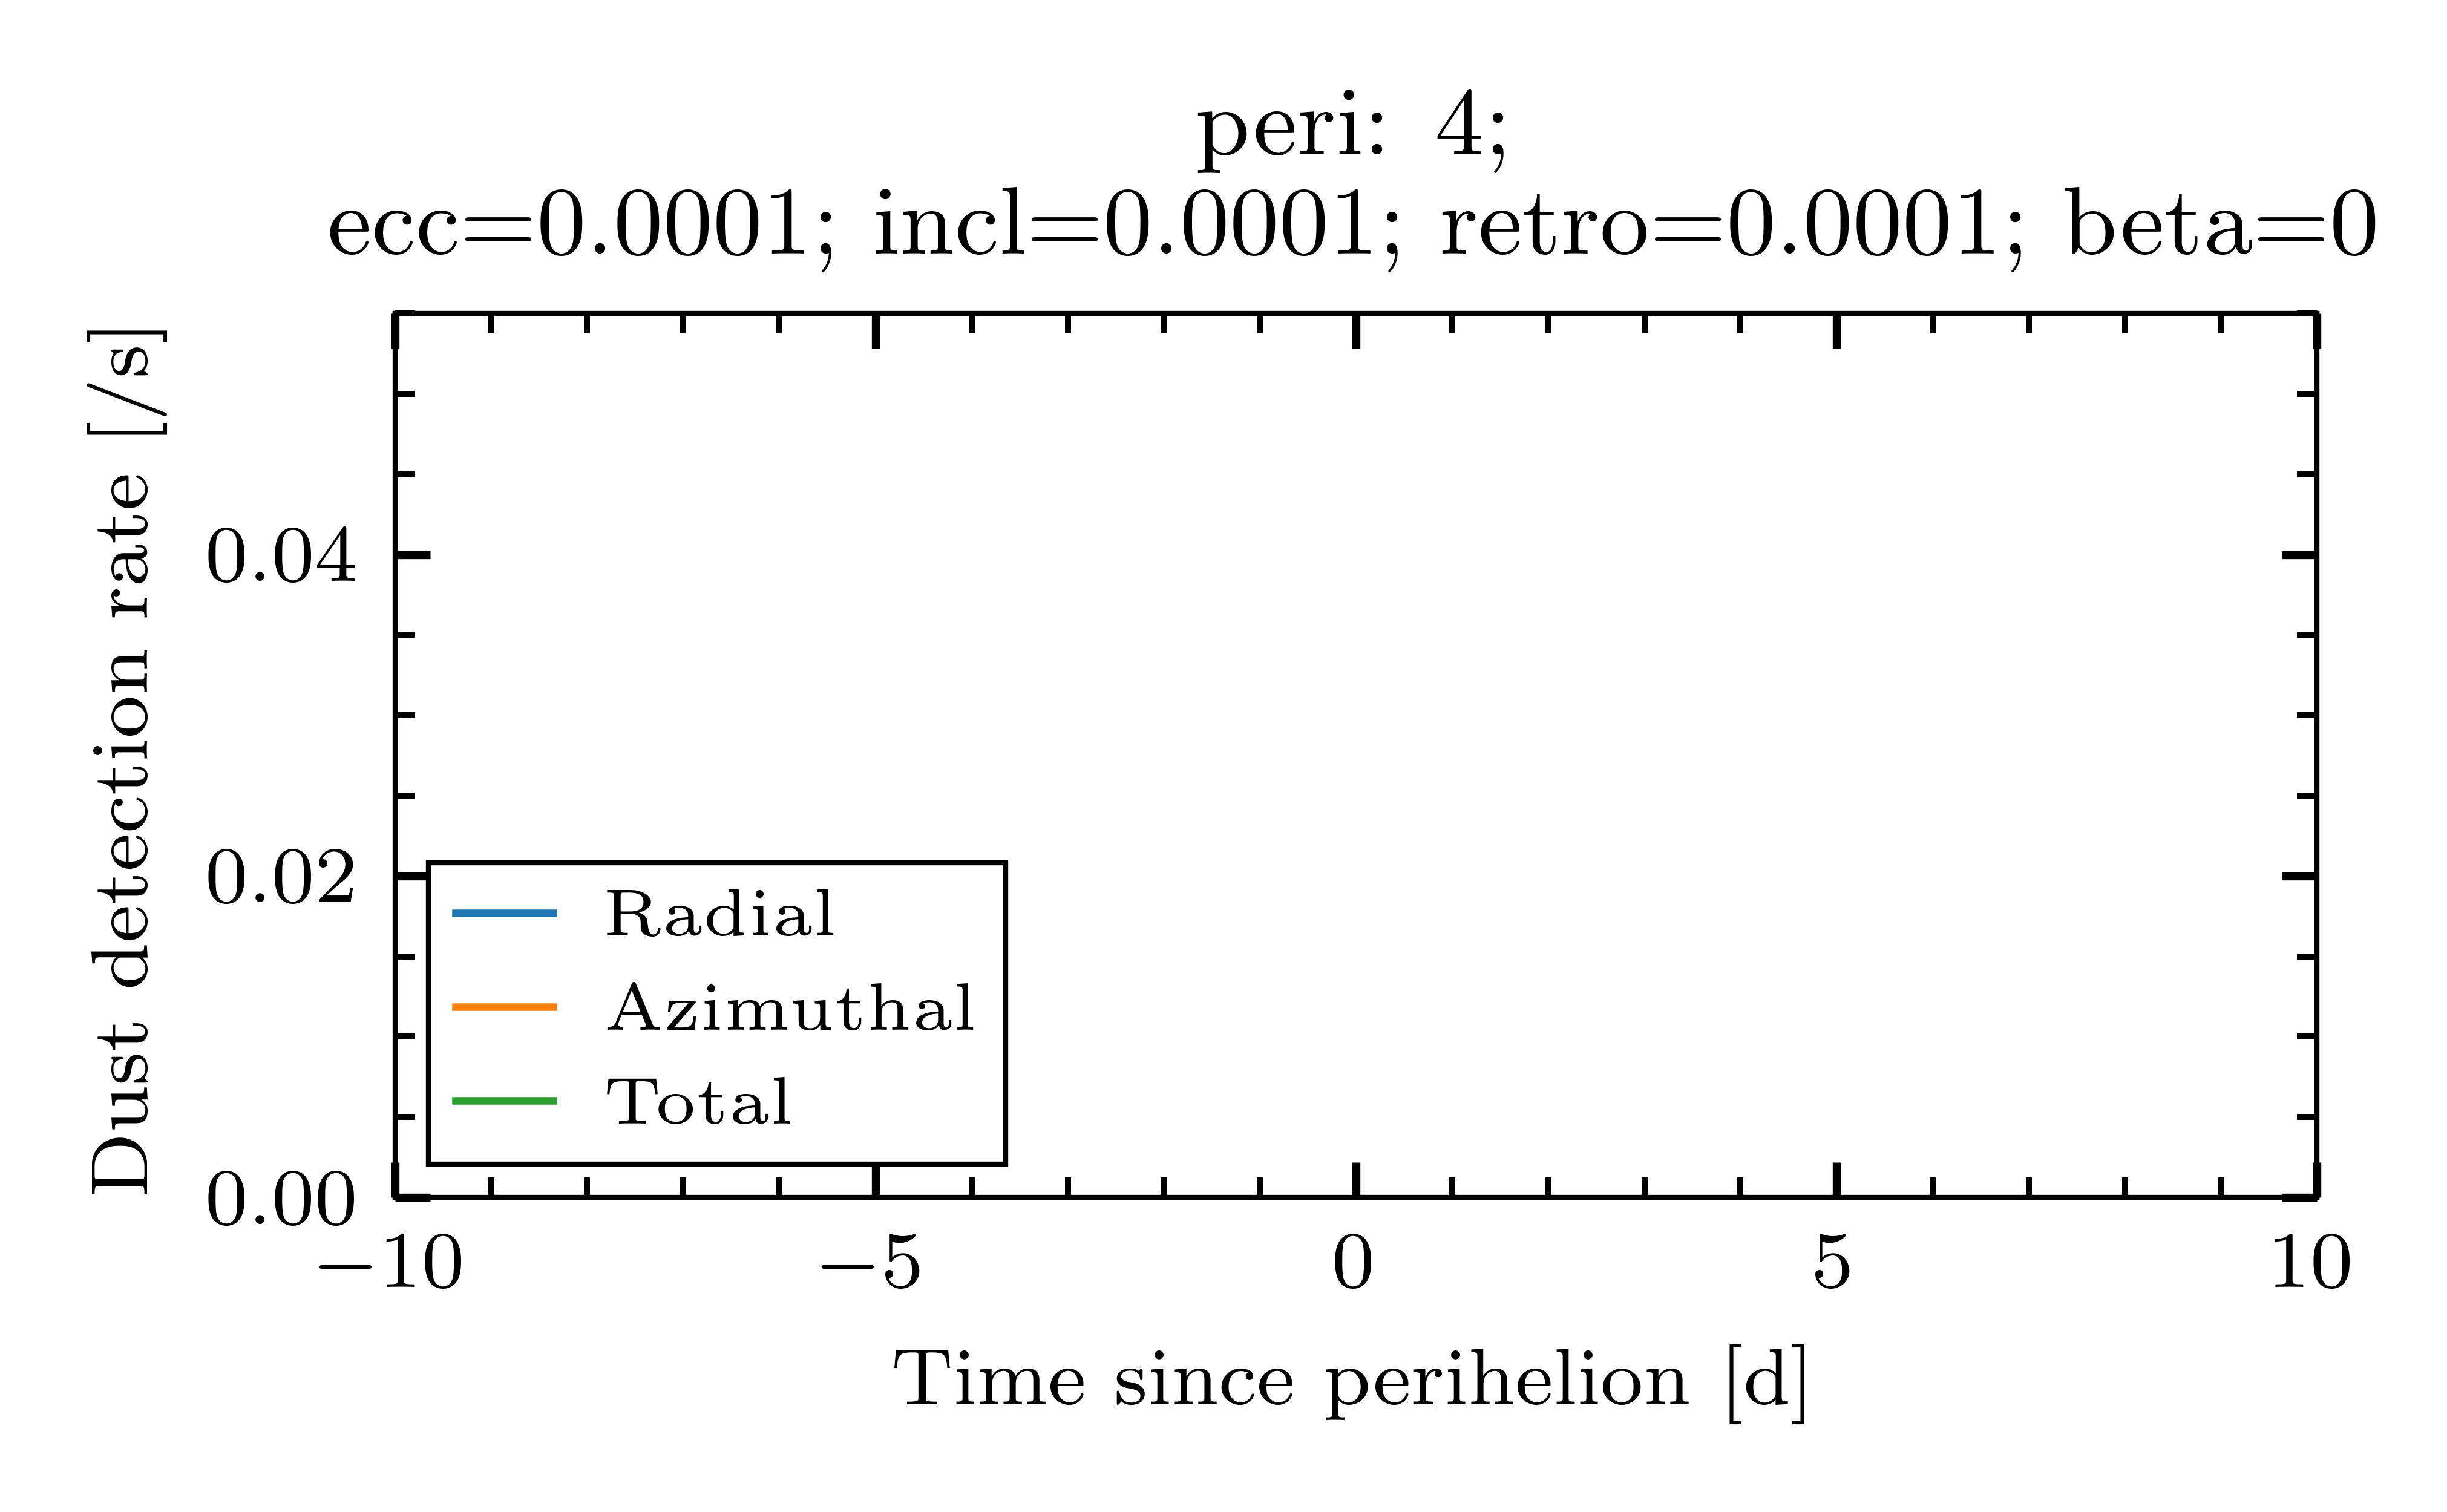 peri: 4;
ecc=0.0001; incl=0.0001; retro=0.0001; beta=0
Dust detection rate [/s]
0.04
0.02
0.00
Radial
Azimuthal
Total
−10
−5
0
5
10
Time since perihelion [d]